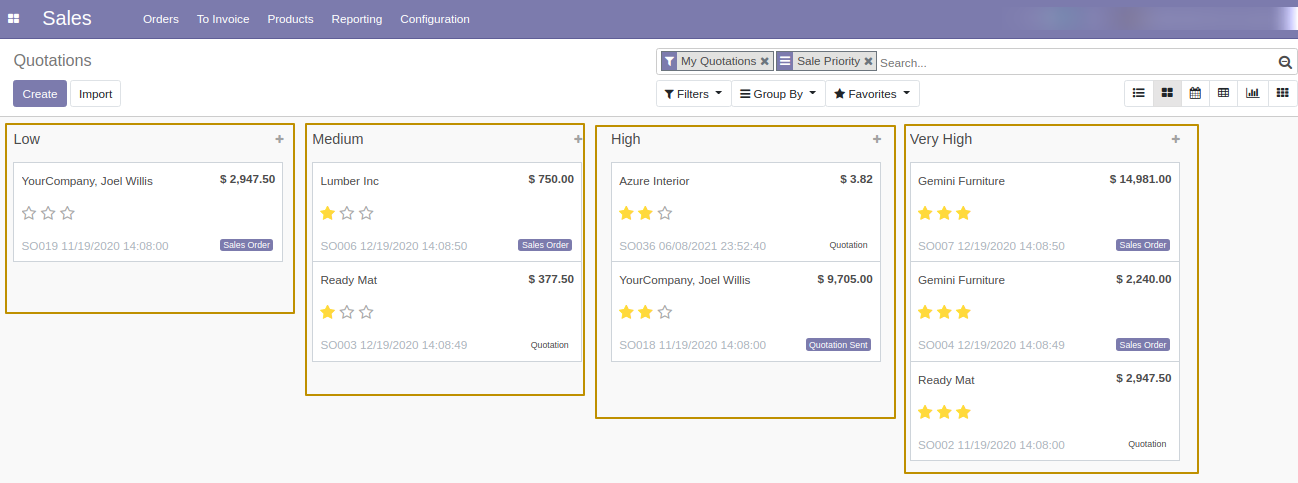 Sales Orders To Invoice Products Reporting Configuration
Quotations
My Quotations Sale Priority Search...
Create Import
Filters Group By Favorites
Low
YourCompany, Joel Willis $ 2,947.50
SO019 11/19/2020 14:08:00 Sales Order
Medium
Lumber Inc $ 750.00
SO006 12/19/2020 14:08:50 Sales Order
Ready Mat $ 377.50
SO003 12/19/2020 14:08:49 Quotation
High
Azure Interior $ 3.82
SO036 06/08/2021 23:52:40 Quotation
YourCompany, Joel Willis $ 9,705.00
SO018 11/19/2020 14:08:00 Quotation Sent
Very High
Gemini Furniture $ 14,981.00
SO007 12/19/2020 14:08:50 Sales Order
Gemini Furniture $ 2,240.00
SO004 12/19/2020 14:08:49 Sales Order
Ready Mat $ 2,947.50
SO002 11/19/2020 14:08:00 Quotation